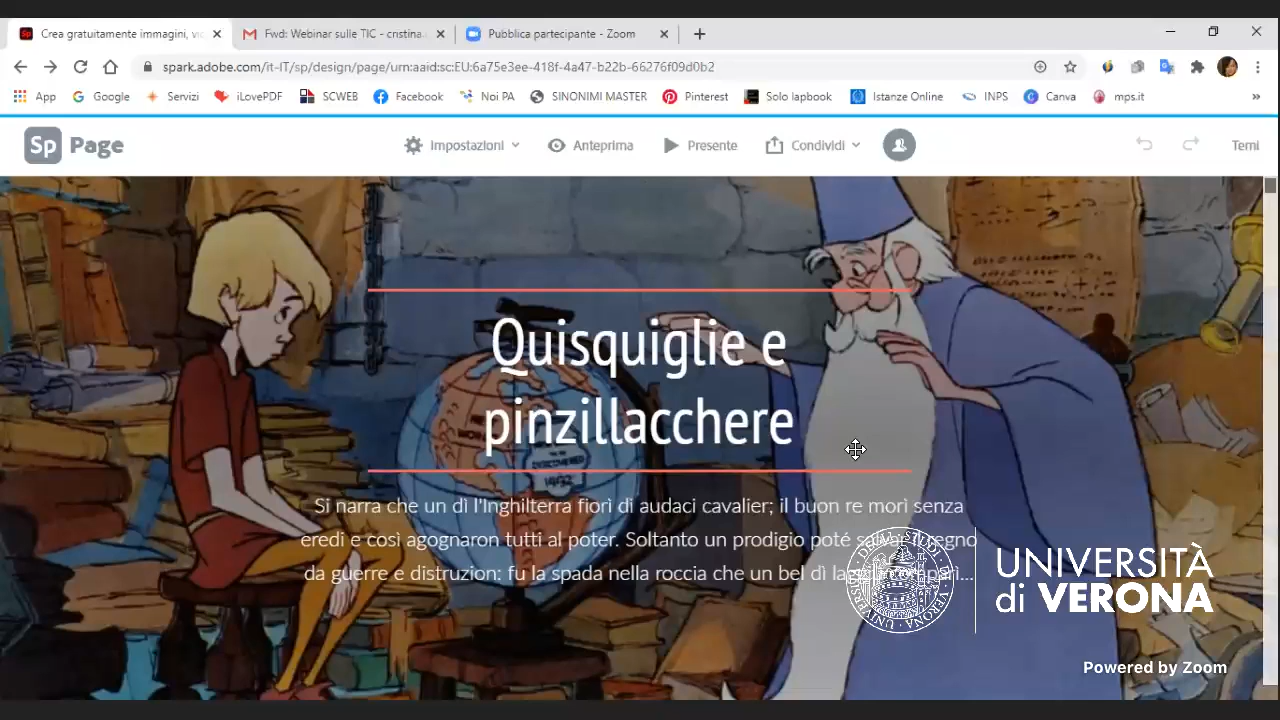 Crea gratuitamente immagini, vic
Fwd: Webinar sulle TIC - cristina.
Pubblica partecipante - Zoom
spark.adobe.com/it-IT/sp/design/page/urn:aaid:sc:EU:6a75e3ee-418f-4a47-b22b-66276f09d0b2
App Google Servizi iLovePDF SCWEB Facebook Noi PA SINONIMI MASTER Pinterest Solo lapbook Istanze Online INPS Canva mps.it »
Sp Page Impostazioni Anteprima Presente Condividi Temi
Quisquiglie e
pinzillacchere
DISCOVERED
1492
Si narra che un dì l'Inghilterra fiorì di audaci cavalier; il buon re morì senza
eredi e così agognaron tutti al poter. Soltanto un prodigio poté
da guerre e distruzion: fu la spada nella roccia che un bel dì
UNIVERSITÀ
di VERONA
Powered by Zoom